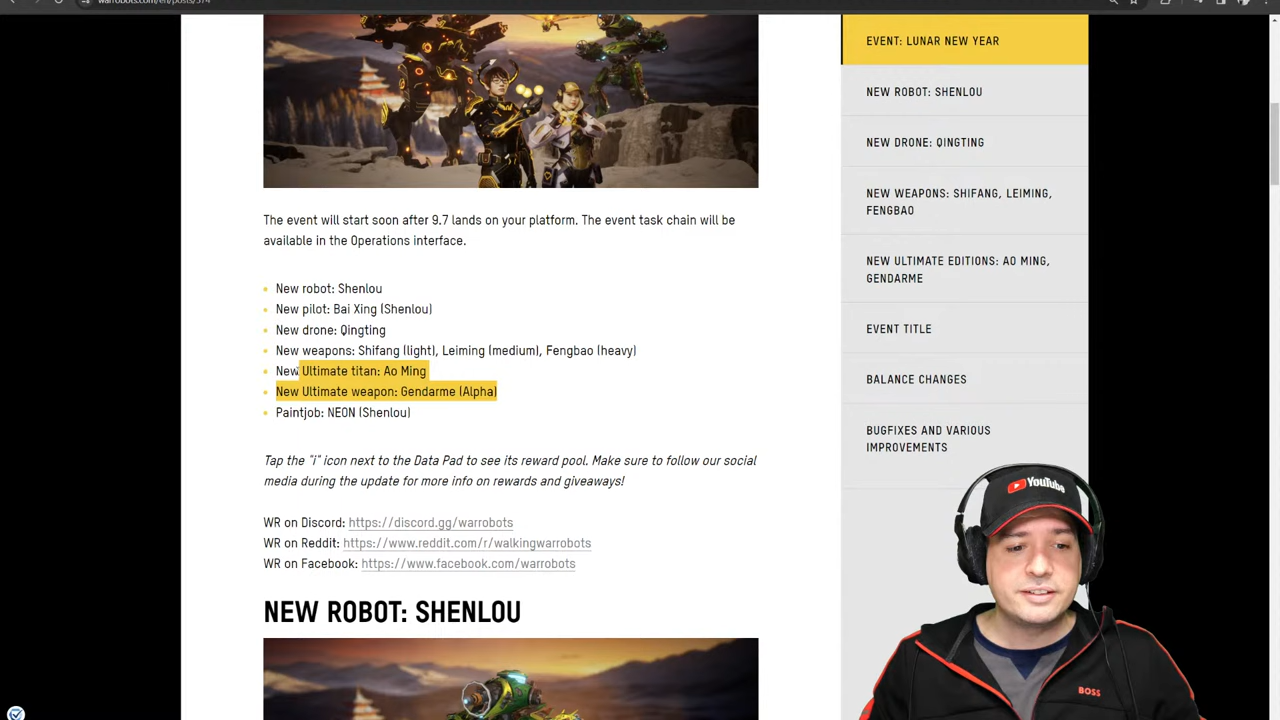 warrobots.com/en/posts/374
The event will start soon after 9.7 lands on your platform. The event task chain will be
available in the Operations interface.
New robot: Shenlou
New pilot: Bai Xing (Shenlou)
New drone: Qingting
New weapons: Shifang (light), Leiming (medium), Fengbao (heavy)
New Ultimate titan: Ao Ming
New Ultimate weapon: Gendarme (Alpha)
Paintjob: NEON (Shenlou)
Tap the "i" icon next to the Data Pad to see its reward pool. Make sure to follow our social
media during the update for more info on rewards and giveaways!
WR on Discord: https://discord.gg/warrobots
WR on Reddit: https://www.reddit.com/r/walkingwarrobots
WR on Facebook: https://www.facebook.com/warrobots
NEW ROBOT: SHENLOU
EVENT: LUNAR NEW YEAR
NEW ROBOT: SHENLOU
NEW DRONE: QINGTING
NEW WEAPONS: SHIFANG, LEIMING,
FENGBAO
NEW ULTIMATE EDITIONS: AO MING,
GENDARME
EVENT TITLE
BALANCE CHANGES
BUGFIXES AND VARIOUS
IMPROVEMENTS
YouTube
BOSS